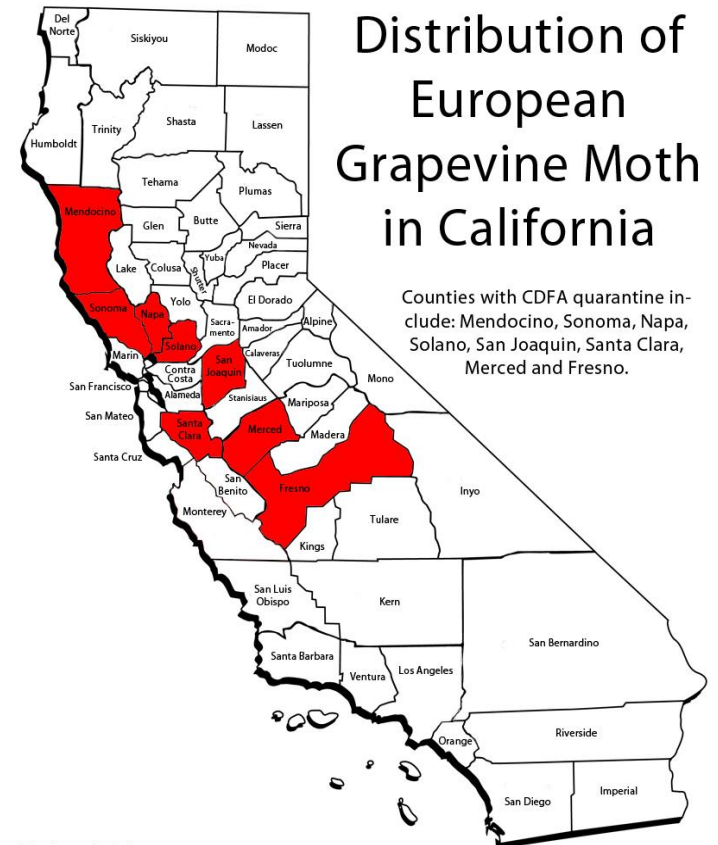 Distribution of
European
Grapevine Moth
in California
Counties with CDFA quarantine in-
clude: Mendocino, Sonoma, Napa,
Solano, San Joaquin, Santa Clara,
Merced and Fresno.
Del
Norte
Siskiyou
Modoc
Humboldt
Trinity
Shasta
Lassen
Tehama
Plumas
Mendocino
Glen
Butte
Sierra
Nevada
Yuba
Placer
Lake
Colusa
Shutter
El Dorado
Sonoma
Napa
Yolo
Sacra-
mento
Amador
Alpine
Solano
Marin
Contra
Costa
San
Joaquin
Calaveras
Tuolumne
Mono
San Francisco
Alameda
Stanisiaus
Mariposa
San Mateo
Santa
Clara
Merced
Madera
Santa Cruz
San
Benito
Fresno
Inyo
Monterey
Tulare
Kings
San Luis
Obispo
Kern
San Bernardino
Santa Barbara
Ventura
Los Angeles
Orange
Riverside
San Diego
Imperial